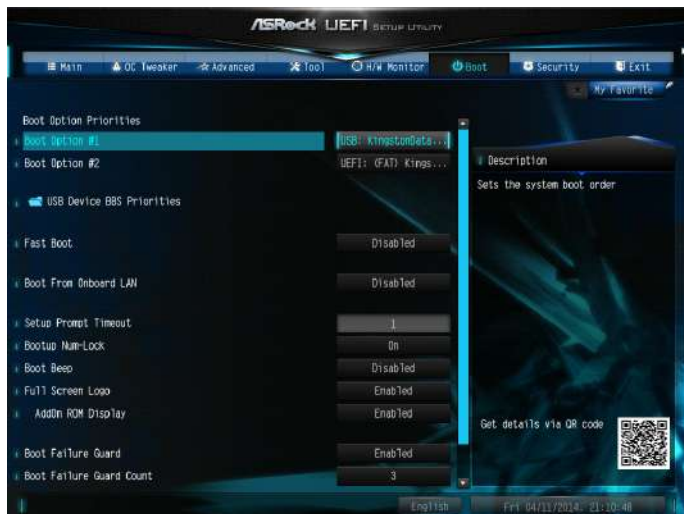 ASRock UEFI SETUP UTILITY
Main OC Tweaker Advanced Tool H/W Monitor Boot Security Exit
My Favorite
Boot Option Priorities
Boot Option #1 USB: KingstonData...
Boot Option #2 UEFI: (FAT) Kings...
USB Device BBS Priorities
Fast Boot Disabled
Boot From Onboard LAN Disabled
Setup Prompt Timeout 1
Bootup Num-Lock On
Boot Beep Disabled
Full Screen Logo Enabled
AddOn ROM Display Enabled
Boot Failure Guard Enabled
Boot Failure Guard Count 3
Description
Sets the system boot order
Get details via QR code
English Fri 04/11/2014. 21:10:46